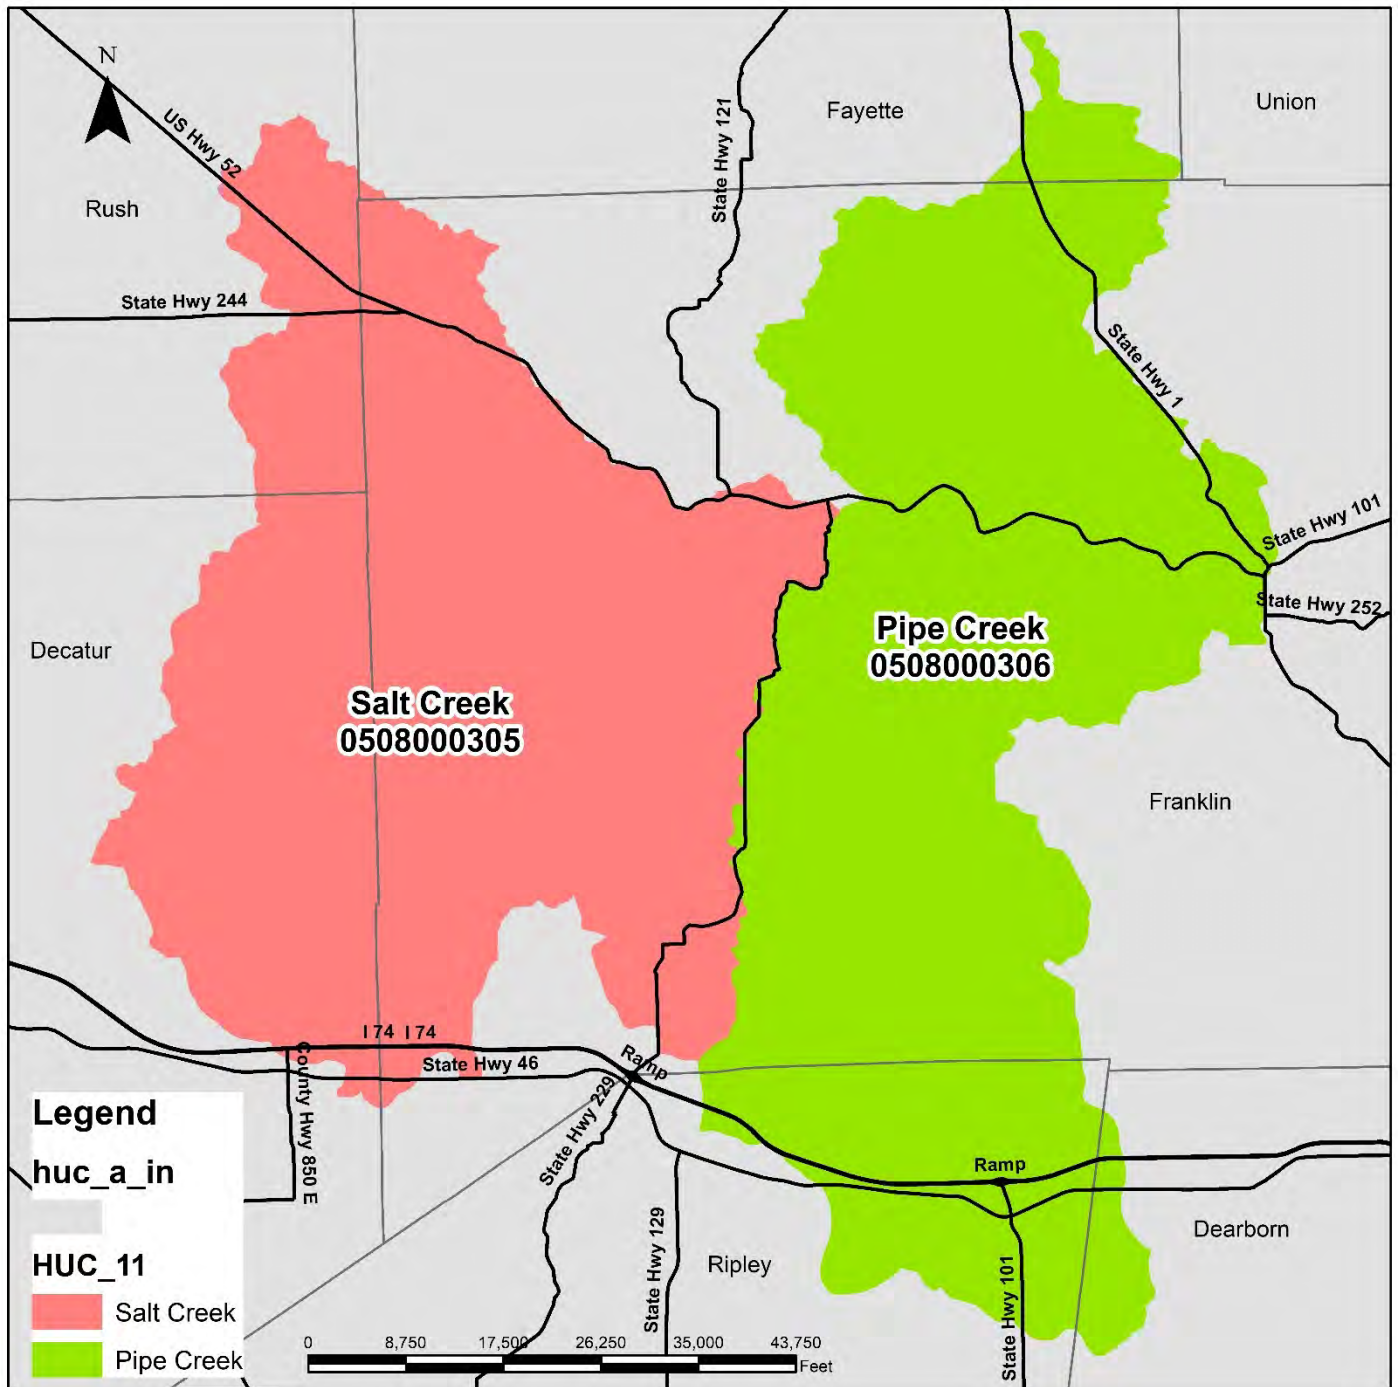 N
US Hwy 52
State Hwy 121
Fayette
Union
Rush
State Hwy 244
State Hwy 1
State Hwy 101
State Hwy 252
Decatur
Pipe Creek
0508000306
Salt Creek
0508000305
Franklin
I 74 I 74
State Hwy 46
Ramp
County Hwy 850 E
State Hwy 229
Ramp
State Hwy 129
Ripley
State Hwy 101
Dearborn
Legend
huc_a_in
HUC_11
Salt Creek
Pipe Creek
0 8,750 17,500 26,250 35,000 43,750
Feet